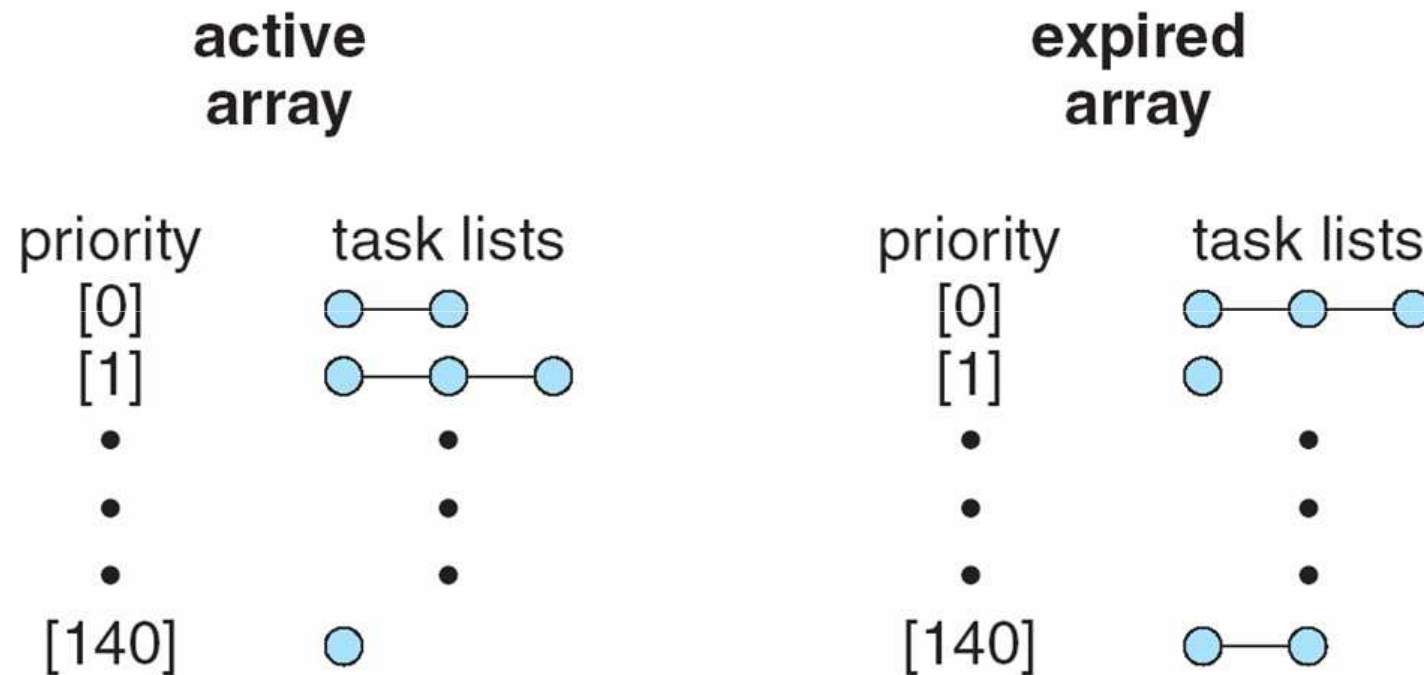 active
array
expired
array
priority task lists
[0]
[1]
[140]
priority task lists
[0]
[1]
[140]